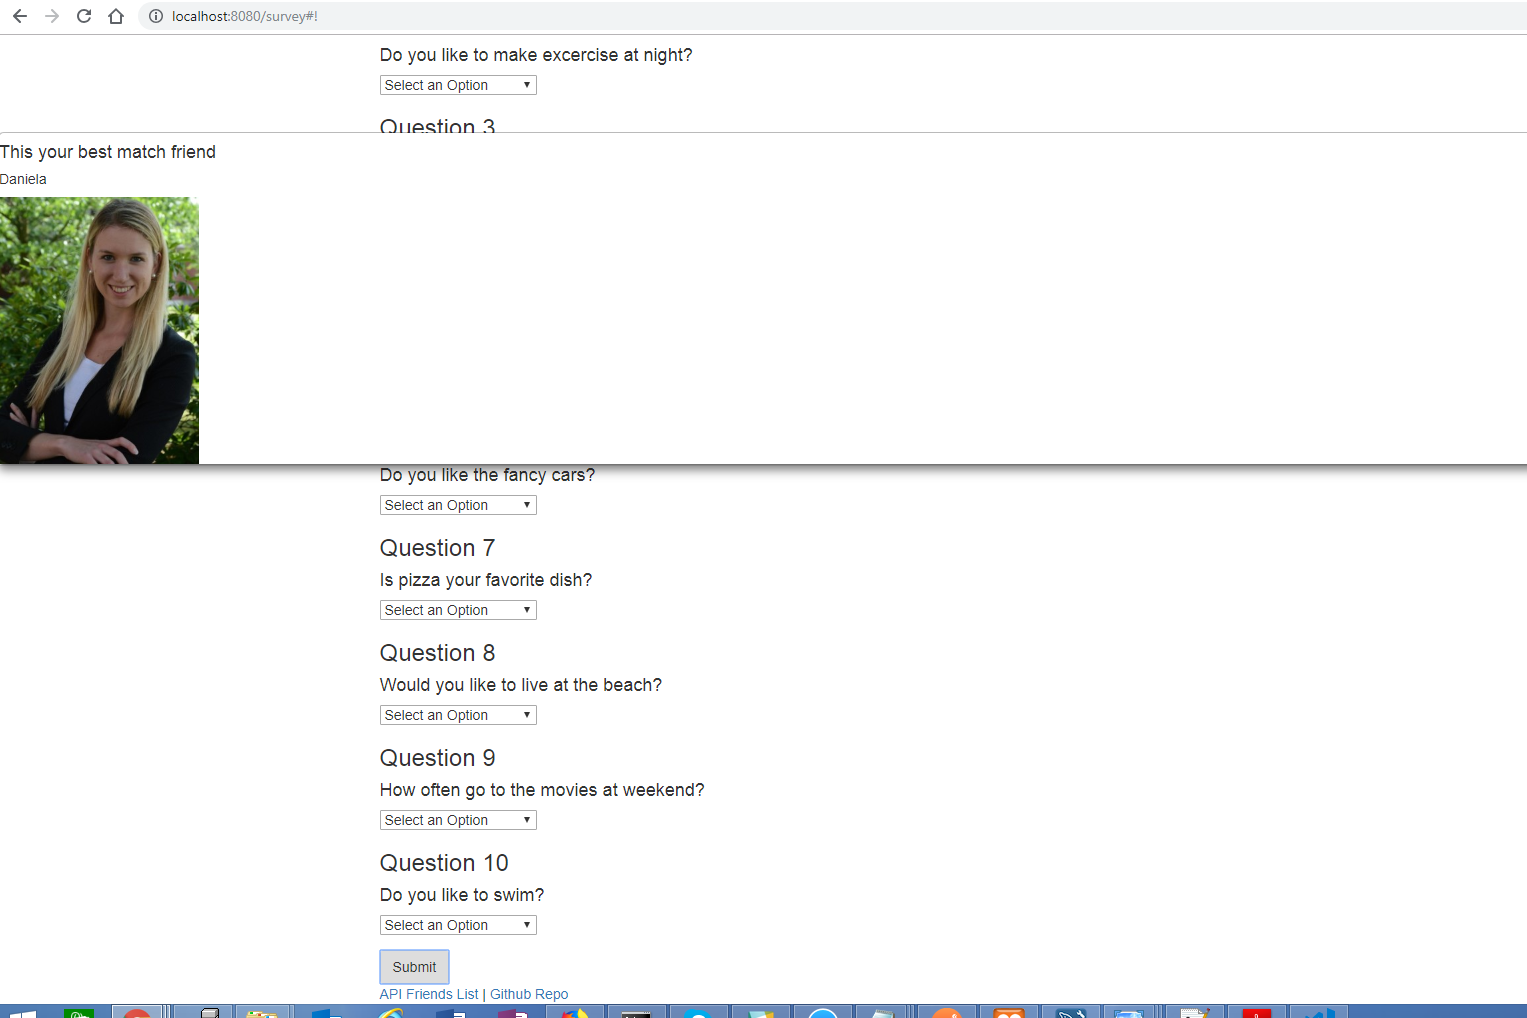 localhost:8080/survey#!
Do you like to make excercise at night?
Select an Option
Question 3
This your best match friend
Daniela
Do you like the fancy cars?
Select an Option
Question 7
Is pizza your favorite dish?
Select an Option
Question 8
Would you like to live at the beach?
Select an Option
Question 9
How often go to the movies at weekend?
Select an Option
Question 10
Do you like to swim?
Select an Option
Submit
API Friends List | Github Repo